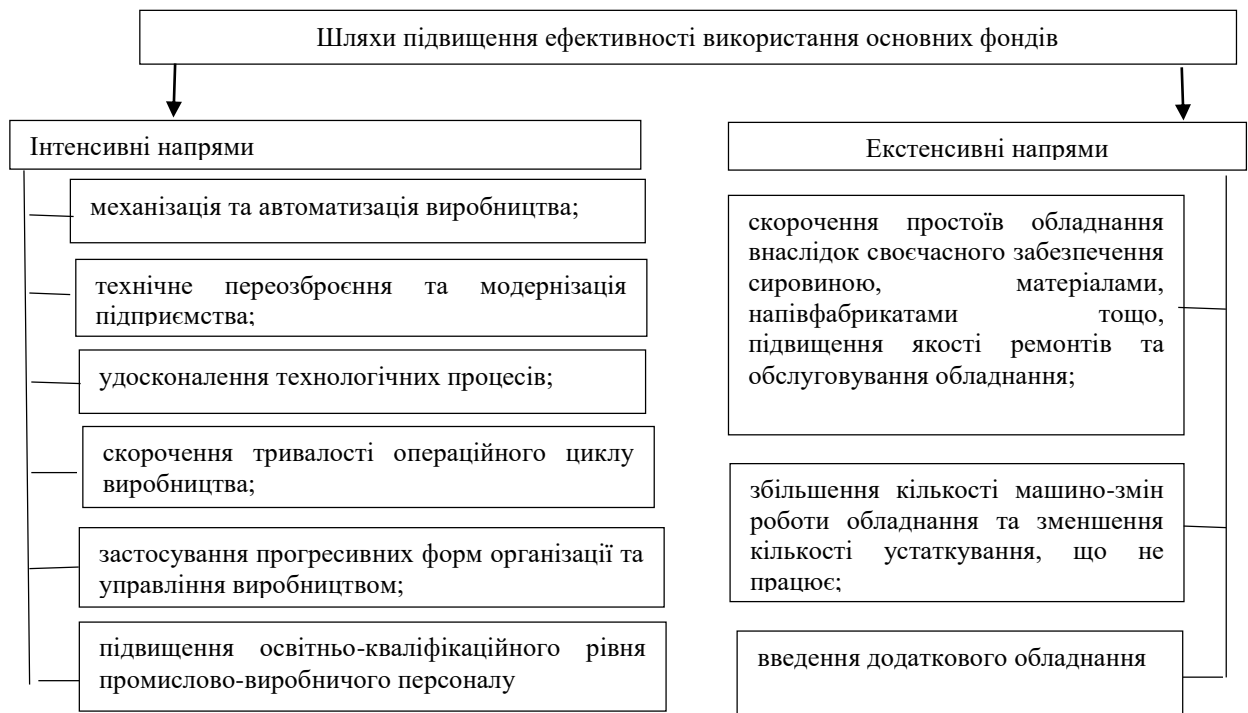 Шляхи підвищення ефективності використання основних фондів
Інтенсивні напрями
механізація та автоматизація виробництва;
технічне переозброєння та модернізація
підприємства;
удосконалення технологічних процесів;
скорочення тривалості операційного циклу
виробництва;
застосування прогресивних форм організації та
управління виробництвом;
підвищення освітньо-кваліфікаційного рівня
промислово-виробничого персоналу
Екстенсивні напрями
скорочення простоїв обладнання
внаслідок своєчасного забезпечення
сировиною, матеріалами,
напівфабрикатами тощо,
підвищення якості ремонтів та
обслуговування обладнання;
збільшення кількості машино-змін
роботи обладнання та зменшення
кількості устаткування, що не
працює;
введення додаткового обладнання